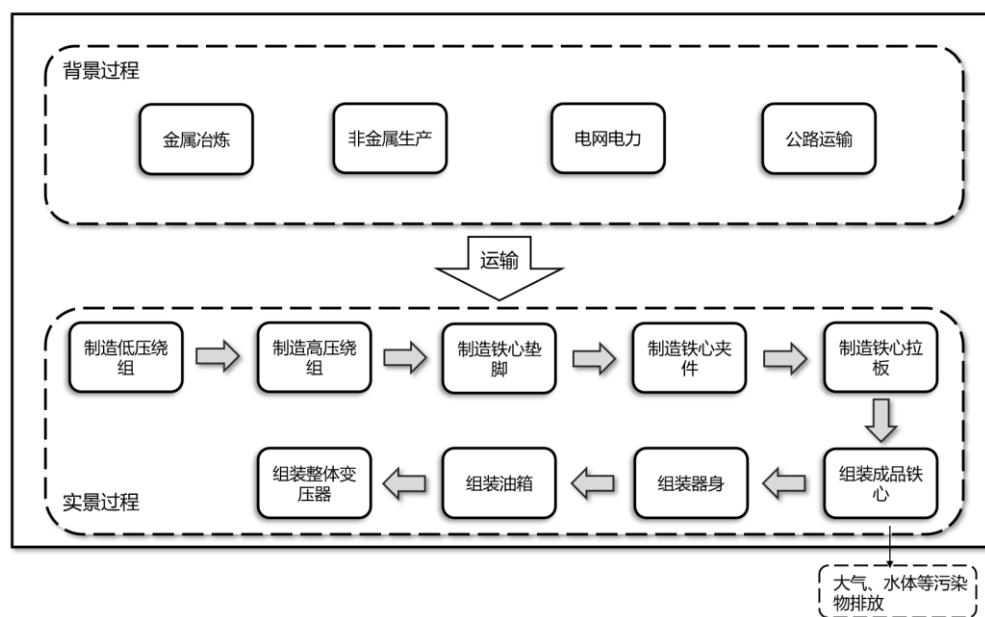 背景过程
金属冶炼
非金属生产
电网电力
公路运输
运输
制造低压绕
组
制造高压绕
组
制造铁心垫
脚
制造铁心夹
件
制造铁心拉
板
组装整体变
压器
组装油箱
组装器身
组装成品铁
心
实景过程
大气、水体等污染
物排放